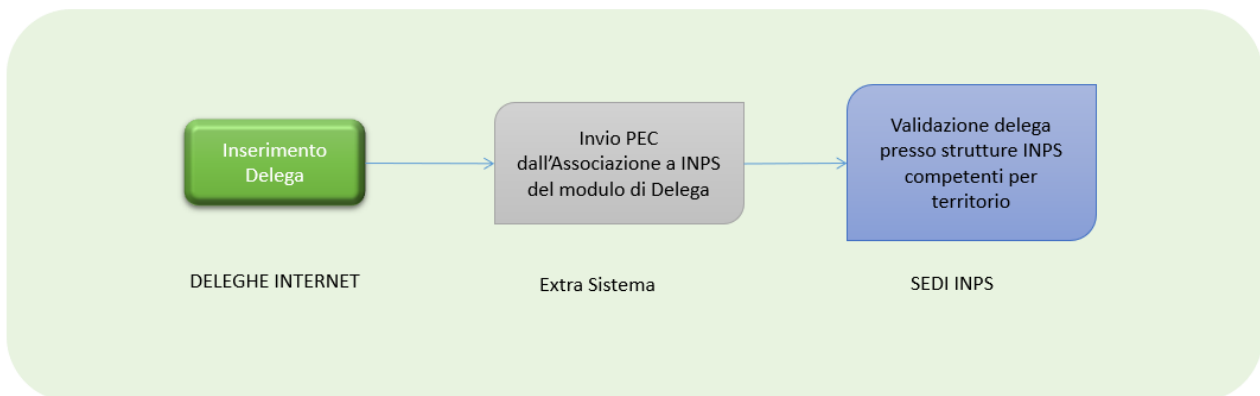 Inserimento
Delega
Invio PEC
dall’Associazione a INPS
del modulo di Delega
Validazione delega
presso strutture INPS
competenti per
territorio
DELEGHE INTERNET
Extra Sistema
SEDI INPS